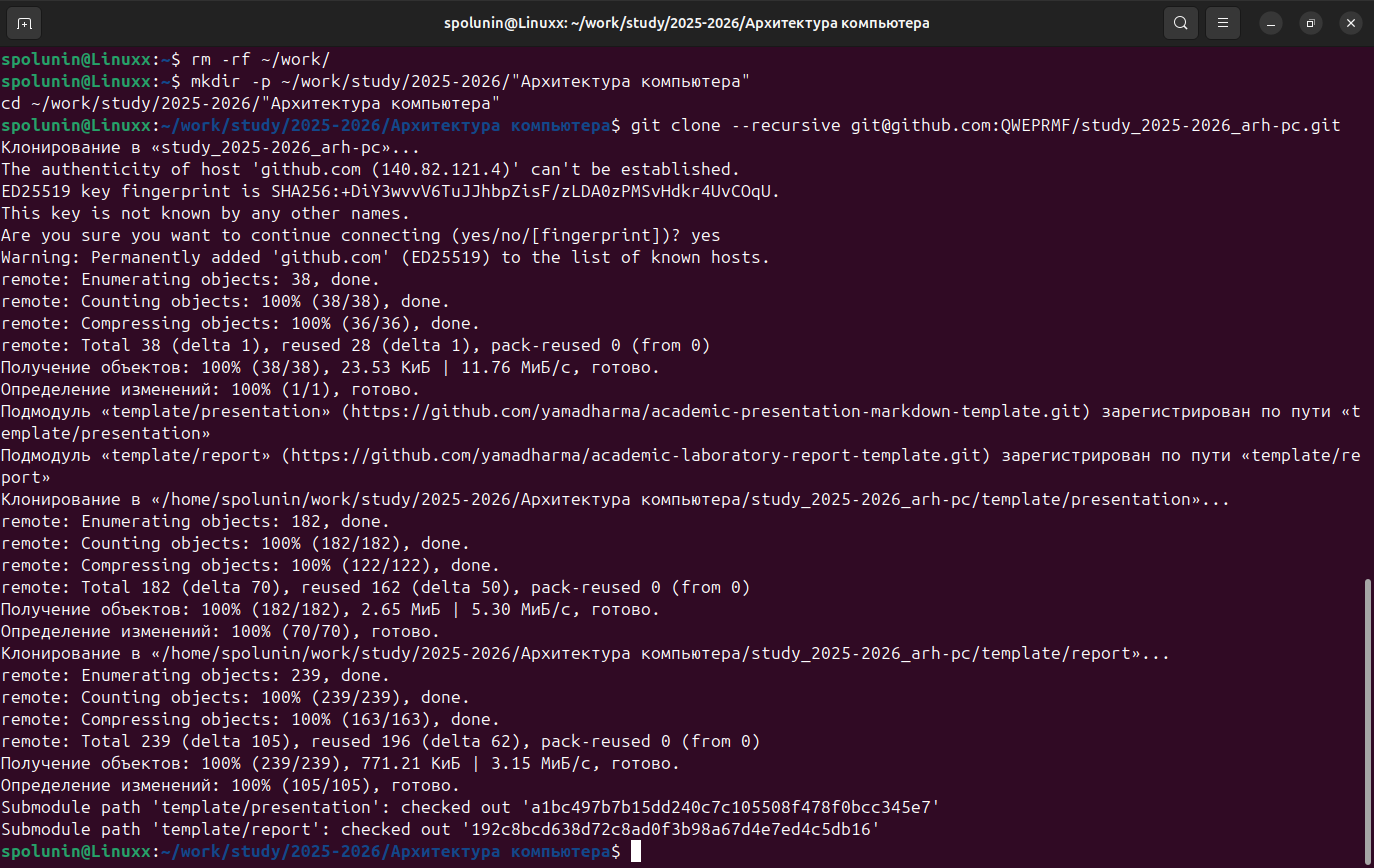 spolunin@Linuxx: ~/work/study/2025-2026/Архитектура компьютера
spolunin@Linuxx:~$ rm -rf ~/work/
spolunin@Linuxx:~$ mkdir -p ~/work/study/2025-2026/"Архитектура компьютера"
cd ~/work/study/2025-2026/"Архитектура компьютера"
spolunin@Linuxx:~/work/study/2025-2026/Архитектура компьютера$ git clone --recursive git@github.com:QWEPRMF/study_2025-2026_arh-pc.git
Клонирование в «study_2025-2026_arh-pc»...
The authenticity of host 'github.com (140.82.121.4)' can't be established.
ED25519 key fingerprint is SHA256:+DiY3wvvV6TuJJhbpZisF/zLDA0zPMSvHdkr4UvCOqU.
This key is not known by any other names.
Are you sure you want to continue connecting (yes/no/[fingerprint])? yes
Warning: Permanently added 'github.com' (ED25519) to the list of known hosts.
remote: Enumerating objects: 38, done.
remote: Counting objects: 100% (38/38), done.
remote: Compressing objects: 100% (36/36), done.
remote: Total 38 (delta 1), reused 28 (delta 1), pack-reused 0 (from 0)
Получение объектов: 100% (38/38), 23.53 КиБ | 11.76 МиБ/с, готово.
Определение изменений: 100% (1/1), готово.
Подмодуль «template/presentation» (https://github.com/yamadharma/academic-presentation-markdown-template.git) зарегистрирован по пути «t
emplate/presentation»
Подмодуль «template/report» (https://github.com/yamadharma/academic-laboratory-report-template.git) зарегистрирован по пути «template/re
port»
Клонирование в «/home/spolunin/work/study/2025-2026/Архитектура компьютера/study_2025-2026_arh-pc/template/presentation»...
remote: Enumerating objects: 182, done.
remote: Counting objects: 100% (182/182), done.
remote: Compressing objects: 100% (122/122), done.
remote: Total 182 (delta 70), reused 162 (delta 50), pack-reused 0 (from 0)
Получение объектов: 100% (182/182), 2.65 МиБ | 5.30 МиБ/с, готово.
Определение изменений: 100% (70/70), готово.
Клонирование в «/home/spolunin/work/study/2025-2026/Архитектура компьютера/study_2025-2026_arh-pc/template/report»...
remote: Enumerating objects: 239, done.
remote: Counting objects: 100% (239/239), done.
remote: Compressing objects: 100% (163/163), done.
remote: Total 239 (delta 105), reused 196 (delta 62), pack-reused 0 (from 0)
Получение объектов: 100% (239/239), 771.21 КиБ | 3.15 МиБ/с, готово.
Определение изменений: 100% (105/105), готово.
Submodule path 'template/presentation': checked out 'a1bc497b7b15dd240c7c105508f478f0bcc345e7'
Submodule path 'template/report': checked out '192c8bcd638d72c8ad0f3b98a67d4e7ed4c5db16'
spolunin@Linuxx:~/work/study/2025-2026/Архитектура компьютера$